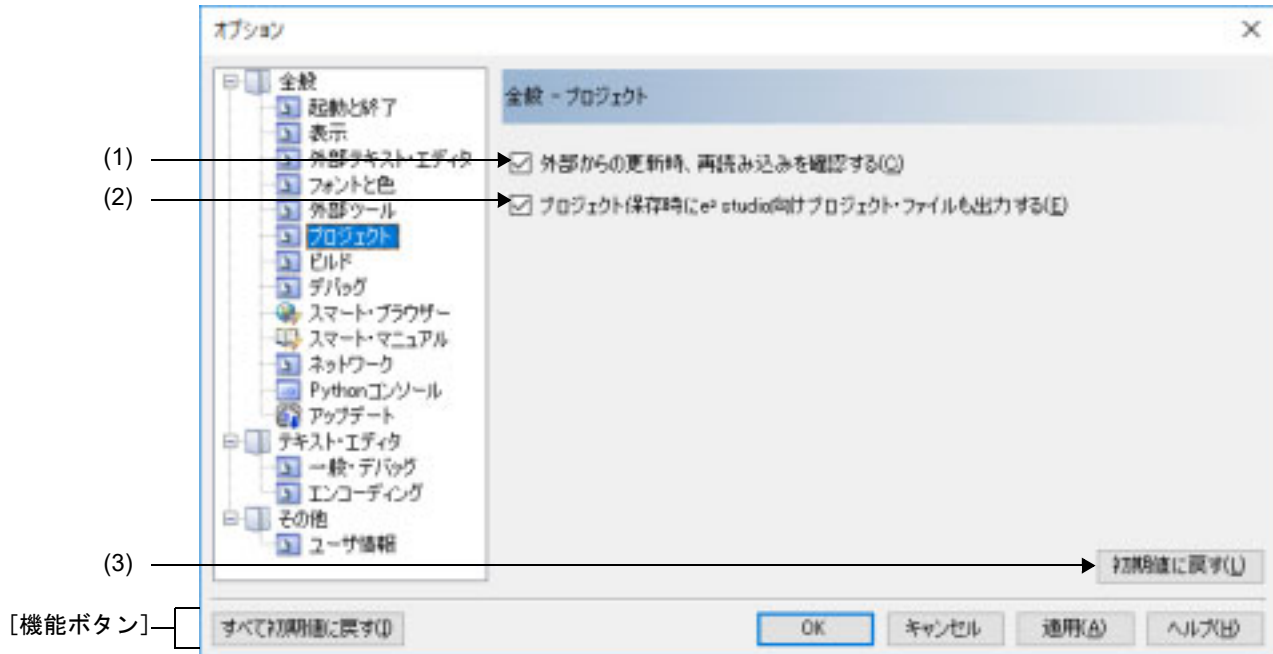 オプション
全般
起動と終了
表示
外部テキスト・エディタ
フォントと色
外部ツール
プロジェクト
ビルド
デバッグ
スマート・ブラウザー
スマート・マニュアル
ネットワーク
Pythonコンソール
アップデート
テキスト・エディタ
一般・デバッグ
エンコーディング
その他
ユーザ情報
全般 - プロジェクト
(1)
外部からの更新時、再読み込みを確認する(C)
(2)
プロジェクト保存時にe² studio向けプロジェクト・ファイルも出力する(E)
(3)
初期値に戻す(L)
[機能ボタン]
すべて初期値に戻す(I)
OK
キャンセル
適用(A)
ヘルプ(H)